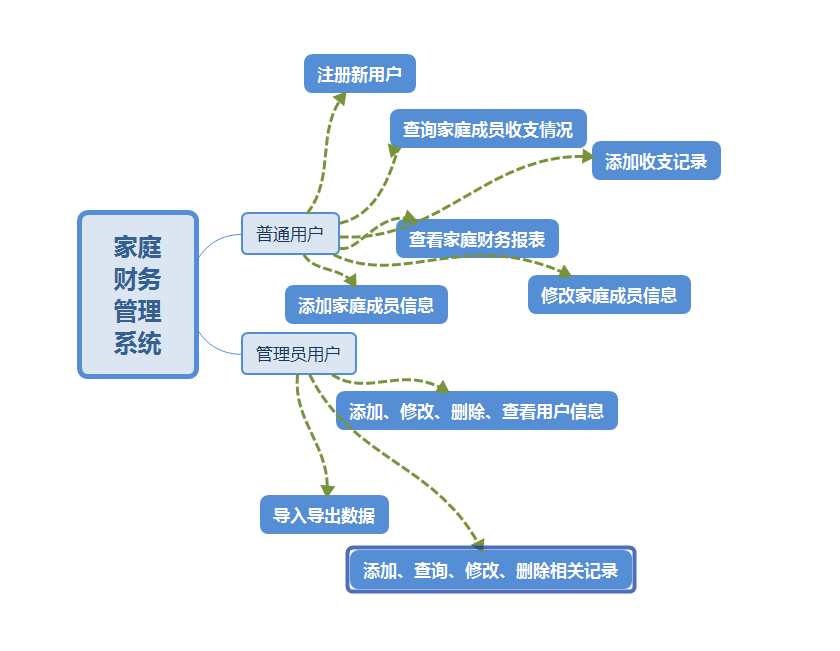 家庭
财务
管理
系统
普通用户
注册新用户
查询家庭成员收支情况
添加收支记录
查看家庭财务报表
修改家庭成员信息
添加家庭成员信息
管理员用户
添加、修改、删除、查看用户信息
导入导出数据
添加、查询、修改、删除相关记录